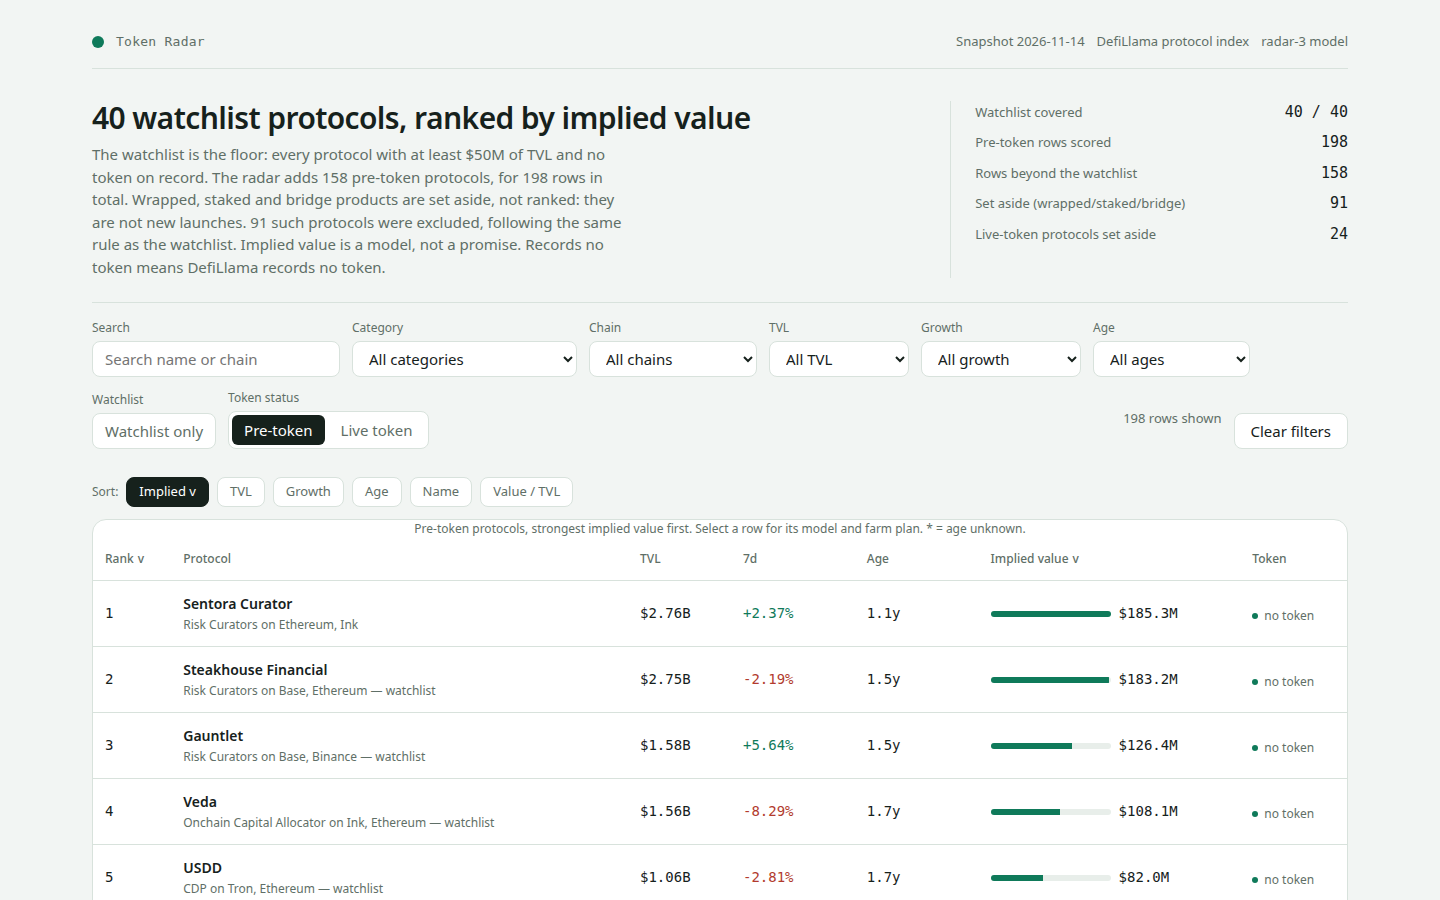 Token Radar
Snapshot 2026-11-14 DefiLlama protocol index radar-3 model
40 watchlist protocols, ranked by implied value
The watchlist is the floor: every protocol with at least $50M of TVL and no
token on record. The radar adds 158 pre-token protocols, for 198 rows in
total. Wrapped, staked and bridge products are set aside, not ranked: they
are not new launches. 91 such protocols were excluded, following the same
rule as the watchlist. Implied value is a model, not a promise. Records no
token means DefiLlama records no token.
Watchlist covered 40 / 40
Pre-token rows scored 198
Rows beyond the watchlist 158
Set aside (wrapped/staked/bridge) 91
Live-token protocols set aside 24
Search Category Chain TVL Growth Age
Search name or chain All categories All chains All TVL All growth All ages
Watchlist Token status
Watchlist only Pre-token Live token 198 rows shown Clear filters
Sort: Implied v TVL Growth Age Name Value / TVL
Pre-token protocols, strongest implied value first. Select a row for its model and farm plan. * = age unknown.
Rank v Protocol TVL 7d Age Implied value v Token
1 Sentora Curator $2.76B +2.37% 1.1y $185.3M no token
Risk Curators on Ethereum, Ink
2 Steakhouse Financial $2.75B -2.19% 1.5y $183.2M no token
Risk Curators on Base, Ethereum — watchlist
3 Gauntlet $1.58B +5.64% 1.5y $126.4M no token
Risk Curators on Base, Binance — watchlist
4 Veda $1.56B -8.29% 1.7y $108.1M no token
Onchain Capital Allocator on Ink, Ethereum — watchlist
5 USDD $1.06B -2.81% 1.7y $82.0M no token
CDP on Tron, Ethereum — watchlist